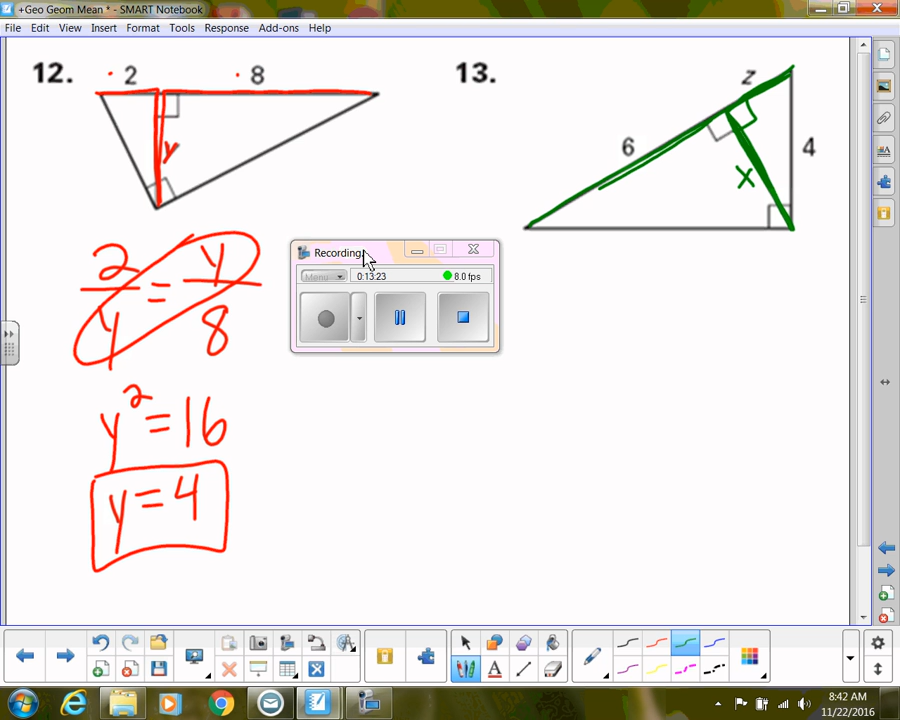 +Geo Geom Mean * - SMART Notebook
File Edit View Insert Format Tools Response Add-ons Help
12. 2 8
y
13. z
6 4
x
2 = y
y 8
y² = 16
y = 4
Recording...
Menu 0:13:23 8.0 fps
A
8:42 AM
11/22/2016